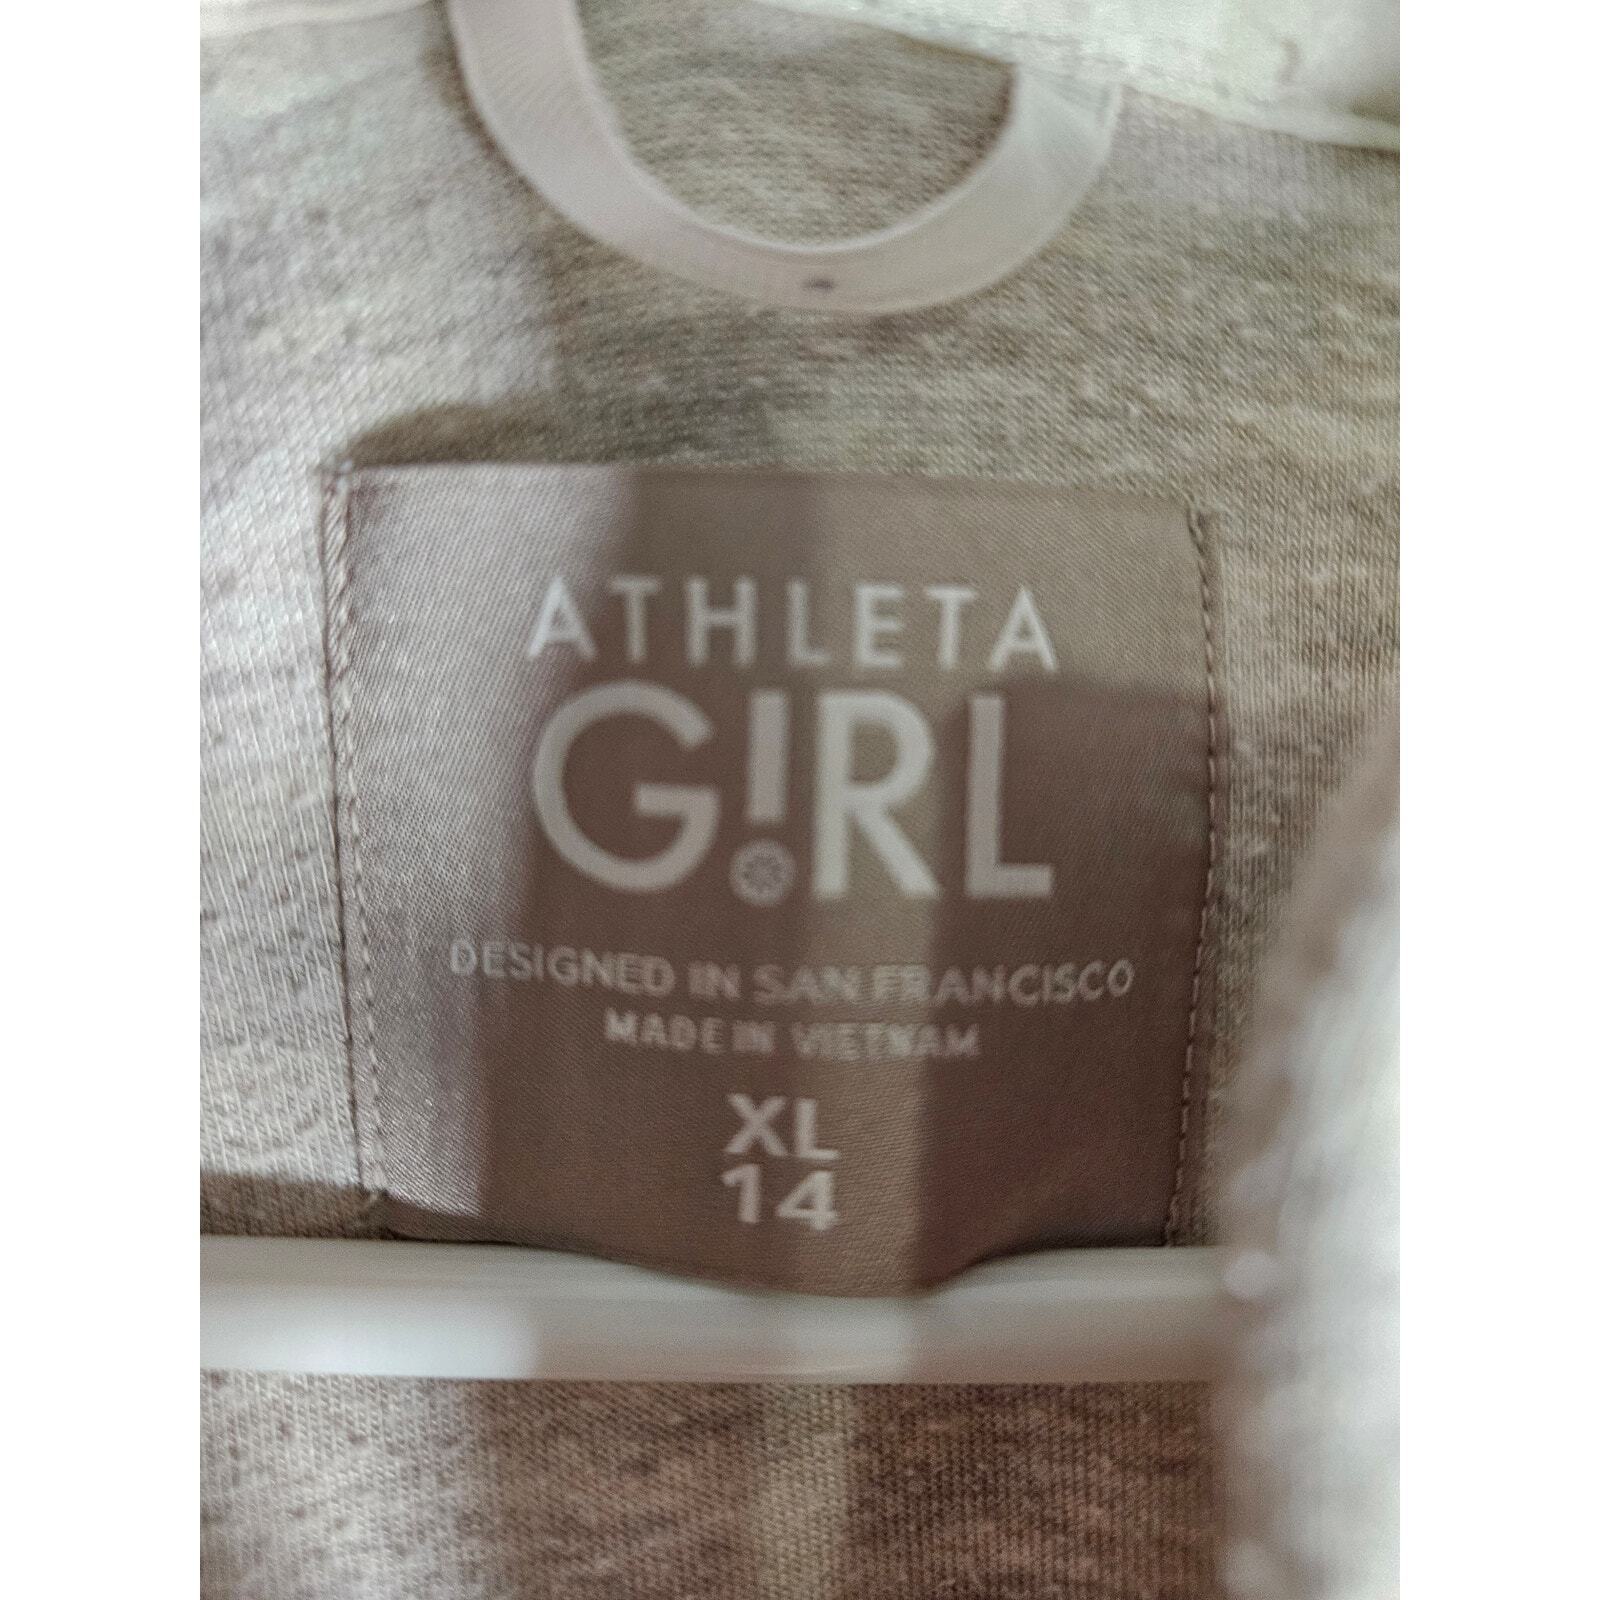 ATHLETA
G!RL
DESIGNED IN SAN FRANCISCO
MADE IN VIETNAM
XL
14